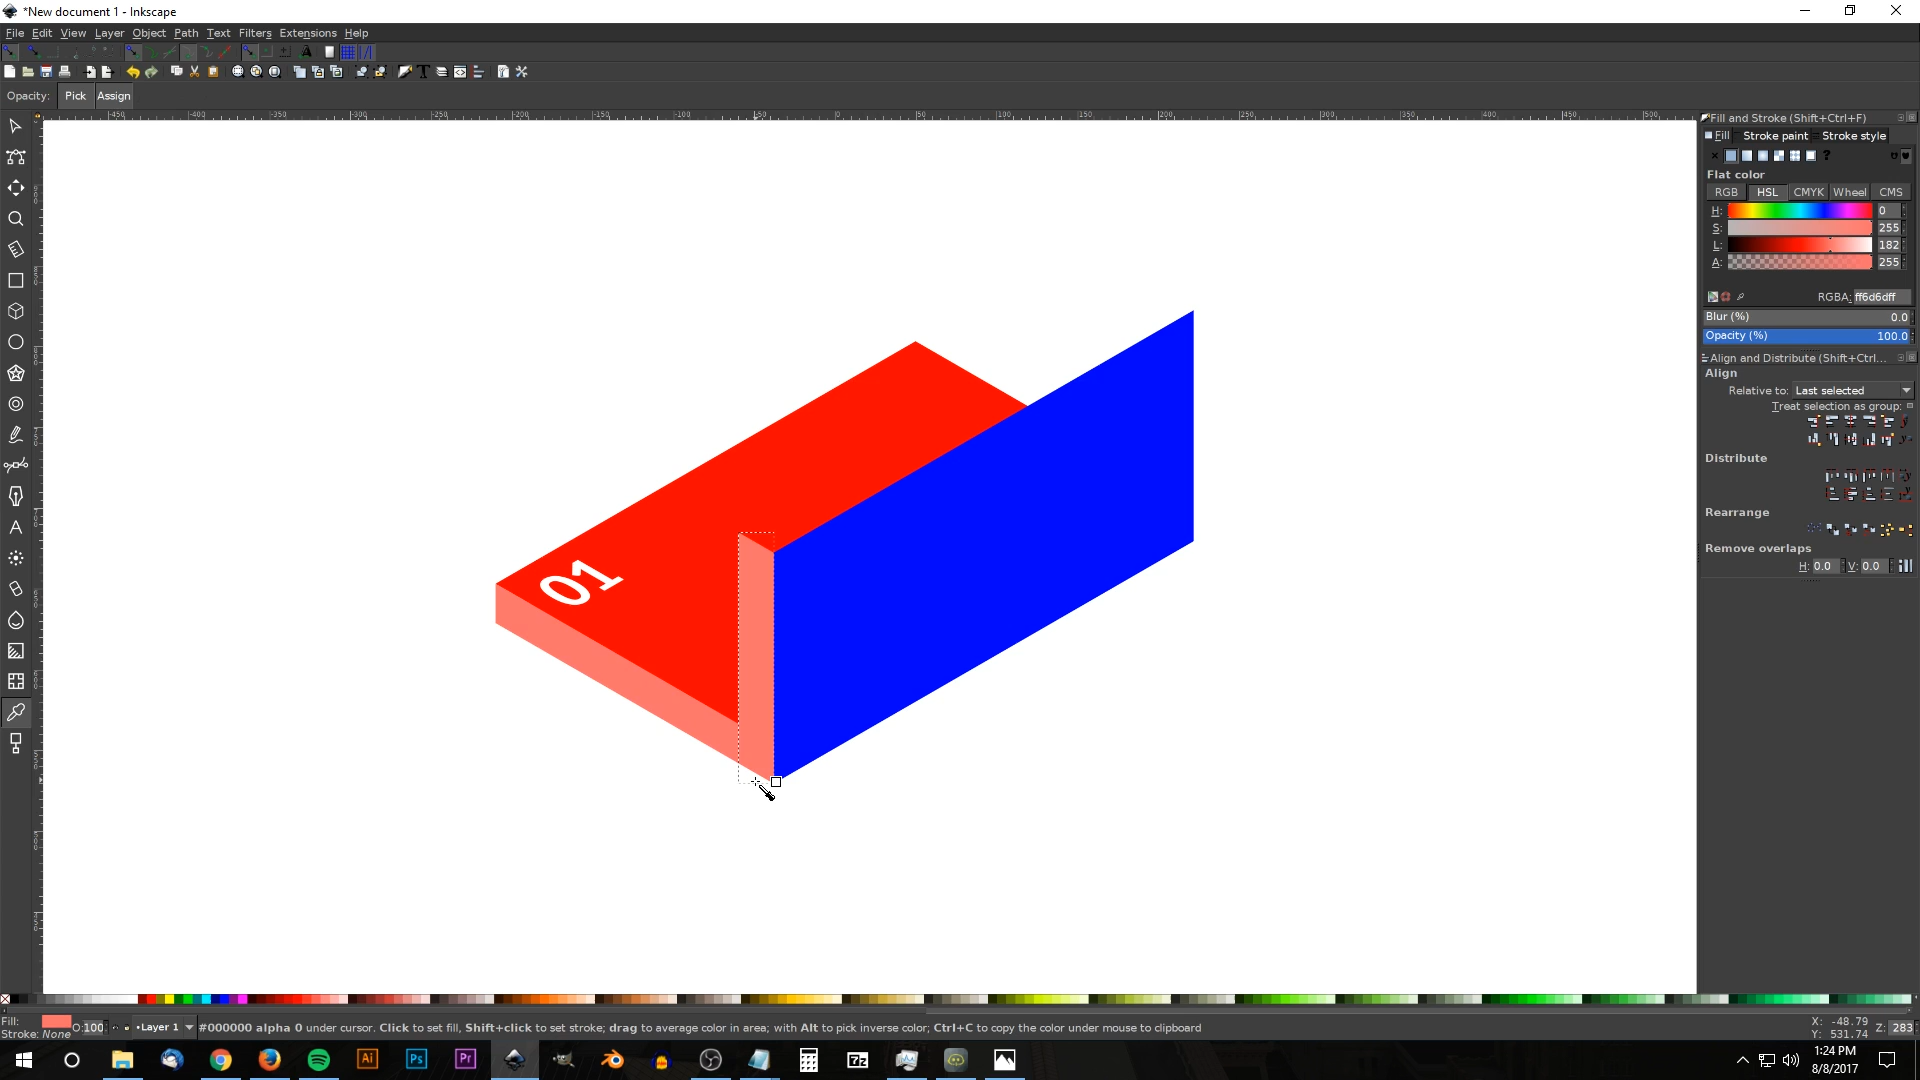 *New document 1 - Inkscape
File Edit View Layer Object Path Text Filters Extensions Help
Opacity: Pick Assign
Fill and Stroke (Shift+Ctrl+F)
Fill Stroke paint Stroke style
Flat color
RGB HSL CMYK Wheel CMS
H: 0
S: 255
L: 182
A: 255
RGBA: ff6d6dff
Blur (%) 0.0
Opacity (%) 100.0
Align and Distribute (Shift+Ctrl...
Align
Relative to: Last selected
Treat selection as group:
Distribute
Rearrange
Remove overlaps
H: 0.0 V: 0.0
01
Fill: O:100 •Layer 1 #000000 alpha 0 under cursor. Click to set fill, Shift+click to set stroke; drag to average color in area; with Alt to pick inverse color; Ctrl+C to copy the color under mouse to clipboard
Stroke: None
X: -48.79
Y: 531.74
Z: 283
Ai Ps Pr 7z
1:24 PM
8/8/2017